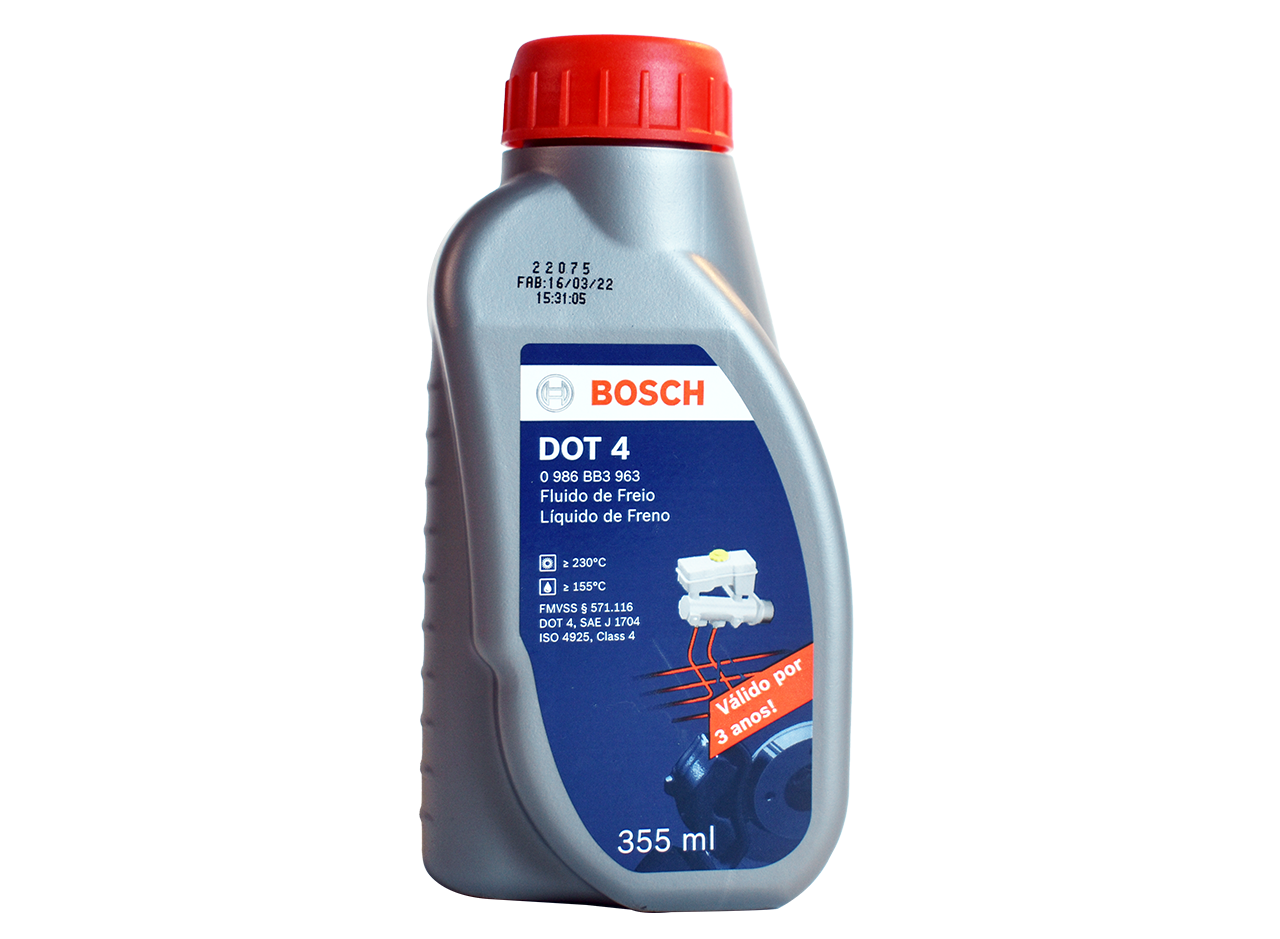 22075
FAB:16/03/22
15:31:05
BOSCH
DOT 4
0 986 BB3 963
Fluido de Freio
Líquido de Freno
≥ 230°C
≥ 155°C
FMVSS § 571.116
DOT 4, SAE J 1704
ISO 4925, Class 4
Válido por
3 anos!
355 ml